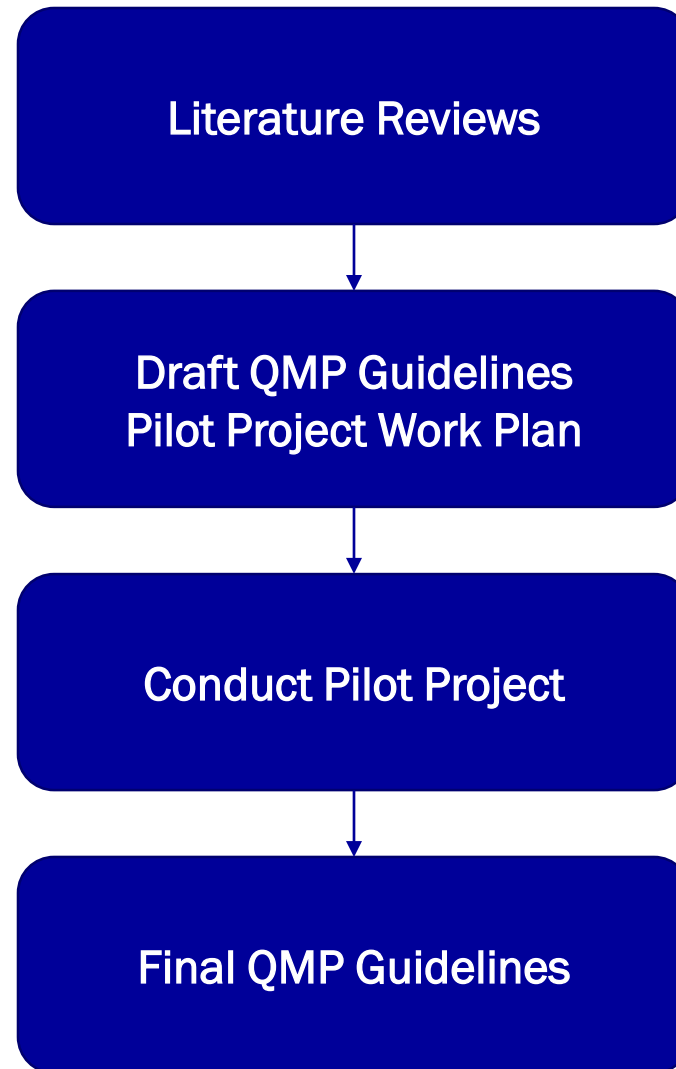 Literature Reviews
Draft QMP Guidelines
Pilot Project Work Plan
Conduct Pilot Project
Final QMP Guidelines